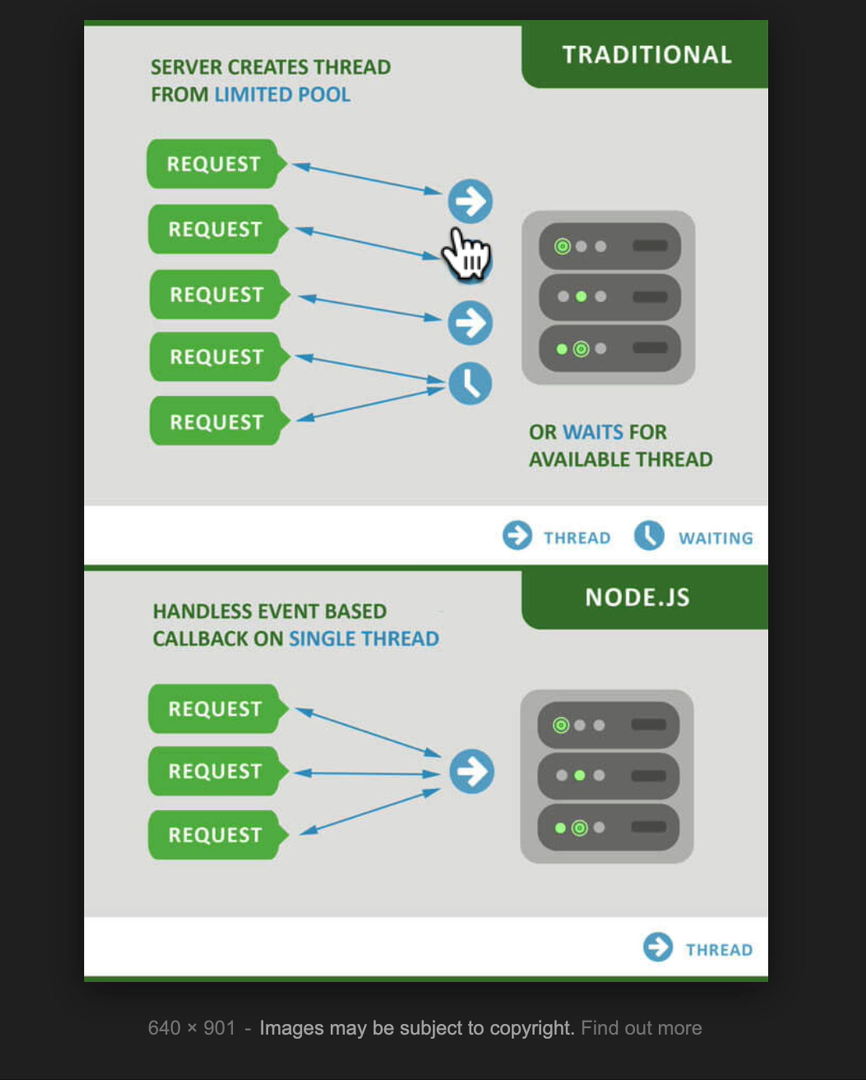 TRADITIONAL
SERVER CREATES THREAD
FROM LIMITED POOL
REQUEST
REQUEST
REQUEST
REQUEST
REQUEST
OR WAITS FOR
AVAILABLE THREAD
THREAD
WAITING
NODE.JS
HANDLESS EVENT BASED
CALLBACK ON SINGLE THREAD
REQUEST
REQUEST
REQUEST
THREAD
640 × 901 - Images may be subject to copyright. Find out more